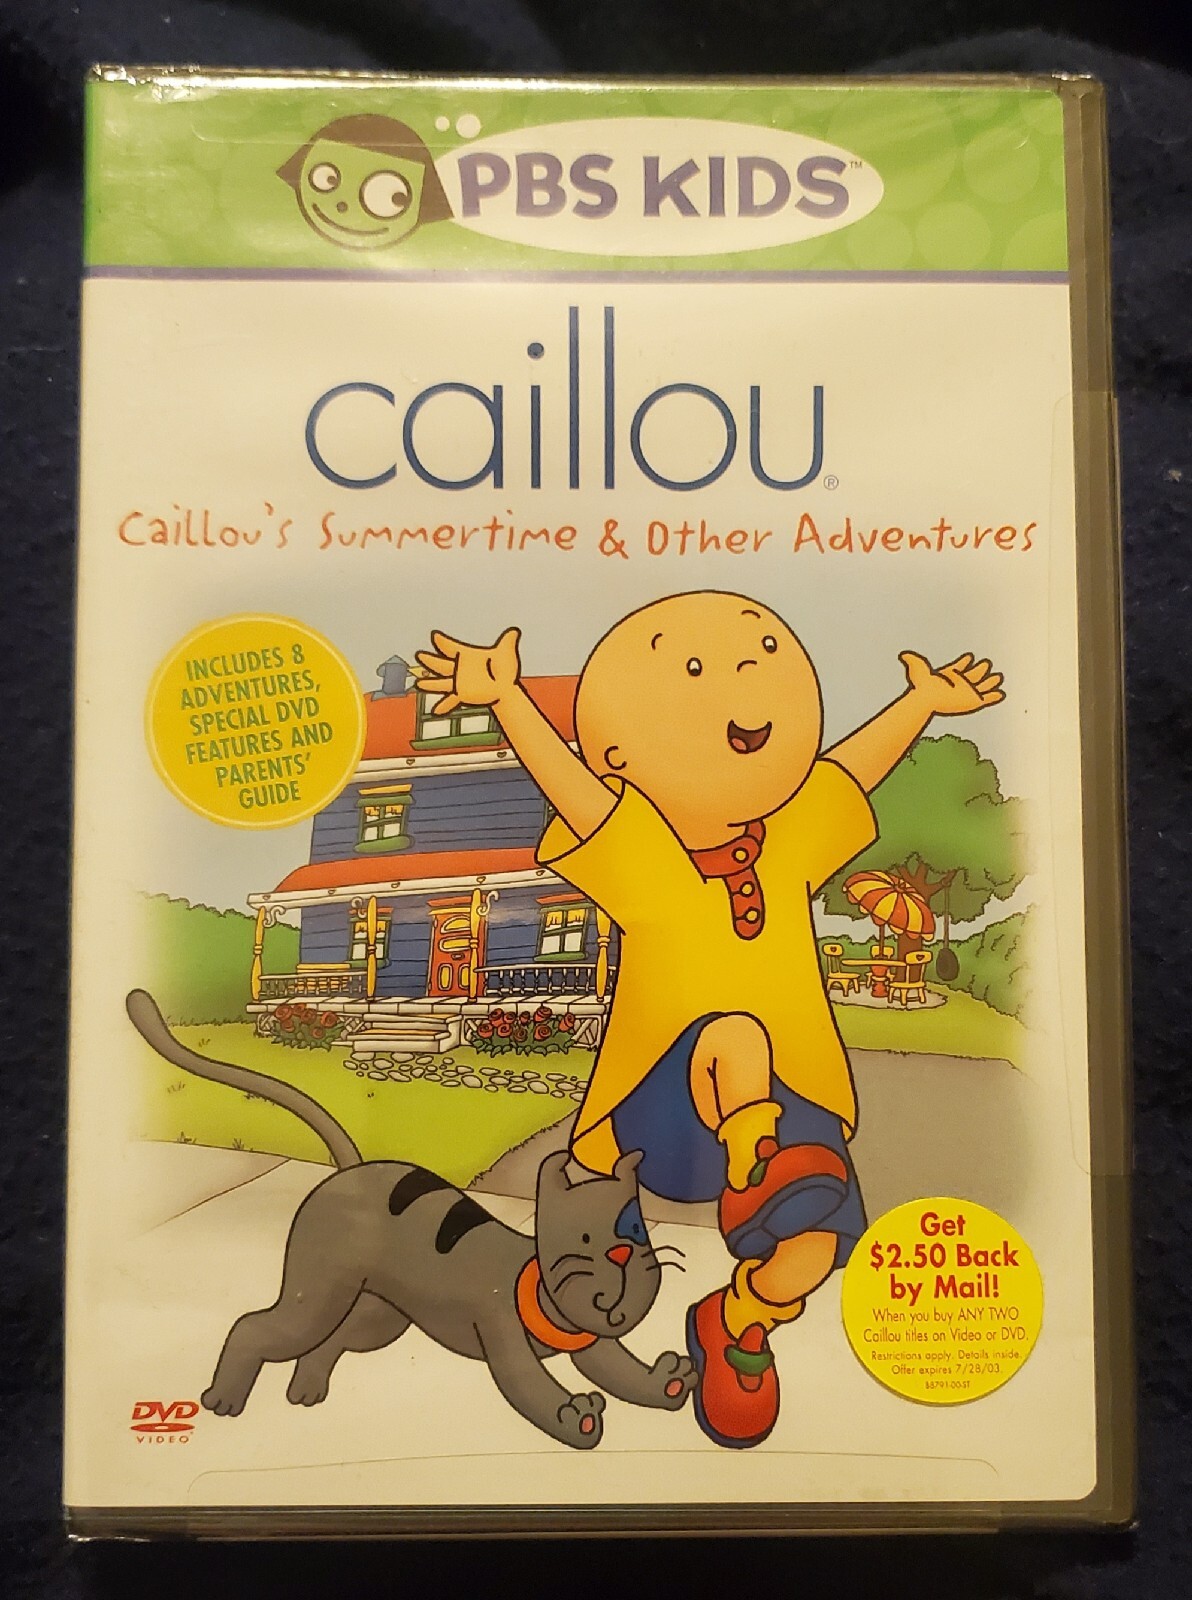 PBS KIDS™
caillou®
Caillou's Summertime & Other Adventures
INCLUDES 8
ADVENTURES,
SPECIAL DVD
FEATURES AND
PARENTS'
GUIDE
Get
$2.50 Back
by Mail!
When you buy ANY TWO
Caillou titles on Video or DVD.
Restrictions apply. Details inside.
Offer expires 7/28/03.
DVD
VIDEO